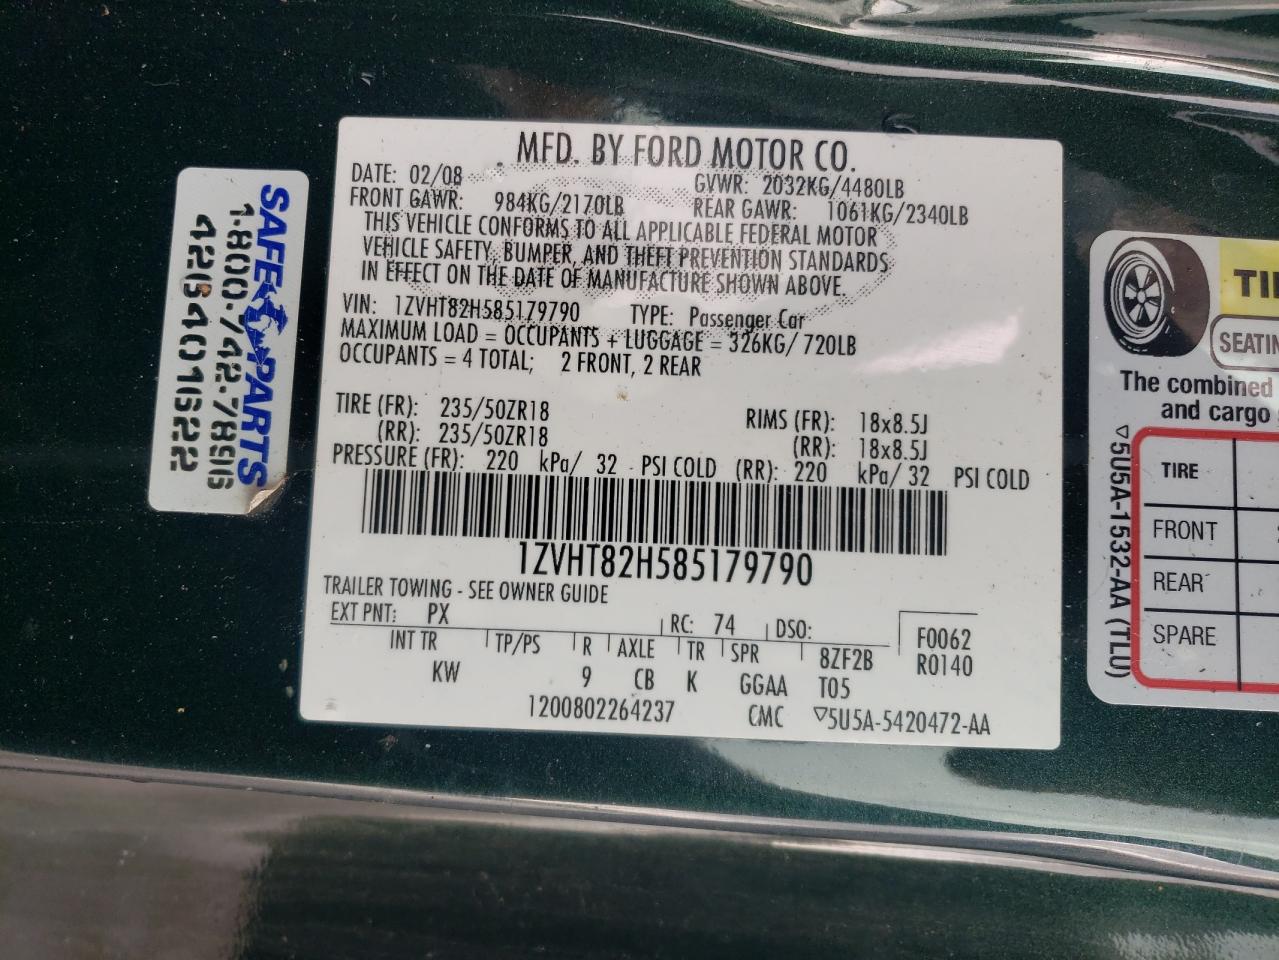 MFD. BY FORD MOTOR CO.
DATE: 02/08 GVWR: 2032KG/4480LB
FRONT GAWR: 984KG/2170LB REAR GAWR: 1061KG/2340LB
THIS VEHICLE CONFORMS TO ALL APPLICABLE FEDERAL MOTOR
VEHICLE SAFETY, BUMPER, AND THEFT PREVENTION STANDARDS
IN EFFECT ON THE DATE OF MANUFACTURE SHOWN ABOVE.
VIN: 1ZVHT82H585179790 TYPE: Passenger Car
MAXIMUM LOAD = OCCUPANTS + LUGGAGE = 326KG/ 720LB
OCCUPANTS = 4 TOTAL; 2 FRONT, 2 REAR
TIRE (FR): 235/50ZR18 RIMS (FR): 18x8.5J
(RR): 235/50ZR18 (RR): 18x8.5J
PRESSURE (FR): 220 kPa/ 32 PSI COLD (RR): 220 kPa/ 32 PSI COLD
1ZVHT82H585179790
TRAILER TOWING - SEE OWNER GUIDE
EXT PNT: PX RC: 74 DSO: F0062
INT TR TP/PS R AXLE TR SPR 8ZF2B R0140
KW 9 CB K GGAA T05
1200802264237 CMC ▽5U5A-5420472-AA
SAFE PARTS
1-800-742-7896
426401622
TI
SEATIN
The combined
and cargo
TIRE
FRONT
REAR
SPARE
▽5U5A-1532-AA (TLU)